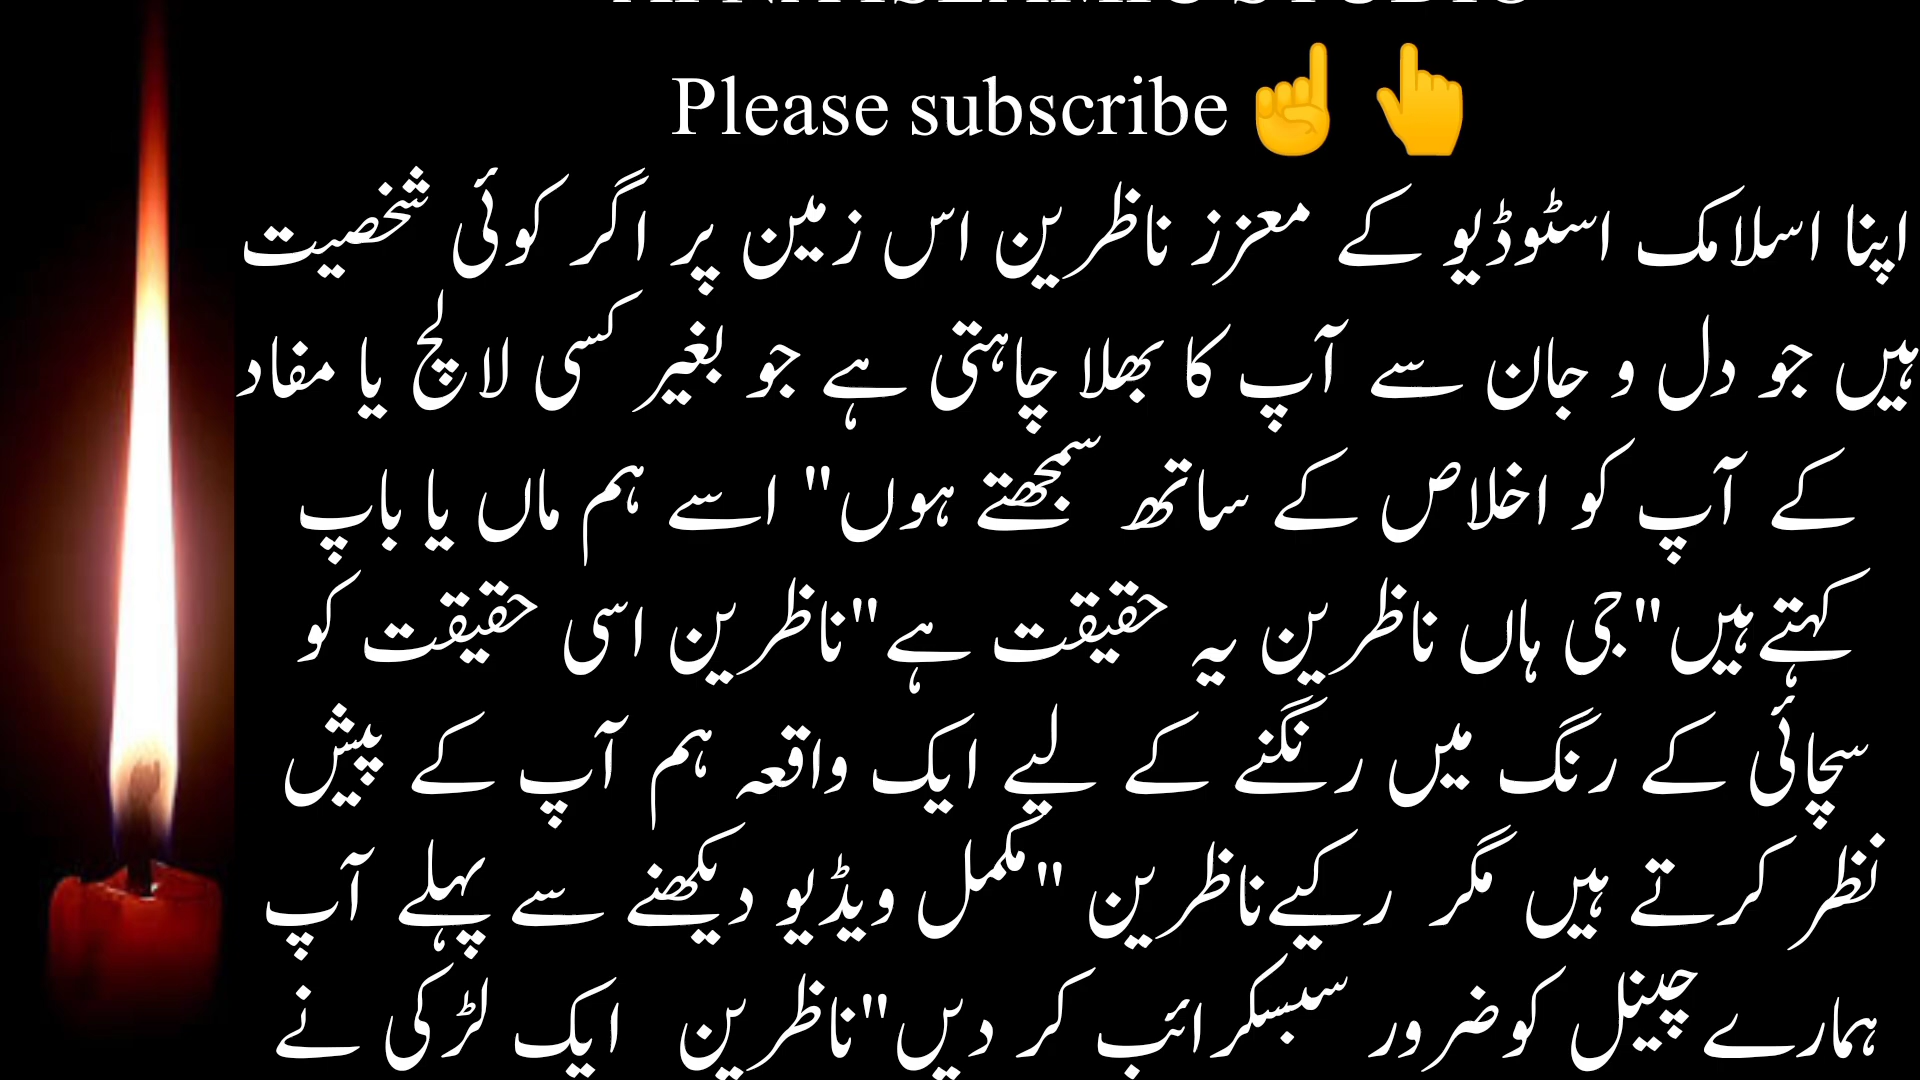 Please subscribe☝👆
اپنا اسلامک اسٹوڈیو کے معزز ناظرین اس زمین پر اگر کوئی شخصیت
ہیں جو دل و جان سے آپ کا بھلا چاہتی ہے جو بغیر کسی لالچ یا مفاد
کے آپ کو اخلاص کے ساتھ سمجھتے ہوں" اسے ہم ماں یا باپ
کہتے ہیں"جی ہاں ناظرین یہ حقیقت ہے"ناظرین اسی حقیقت کو
سچائی کے رنگ میں رنگنے کے لیے ایک واقعہ ہم آپ کے پیش
نظر کرتے ہیں مگر رکیے ناظرین "مکمل ویڈیو دیکھنے سے پہلے آپ
ہمارے چینل کو ضرور سبسکرائب کر دیں"ناظرین ایک لڑکی نے